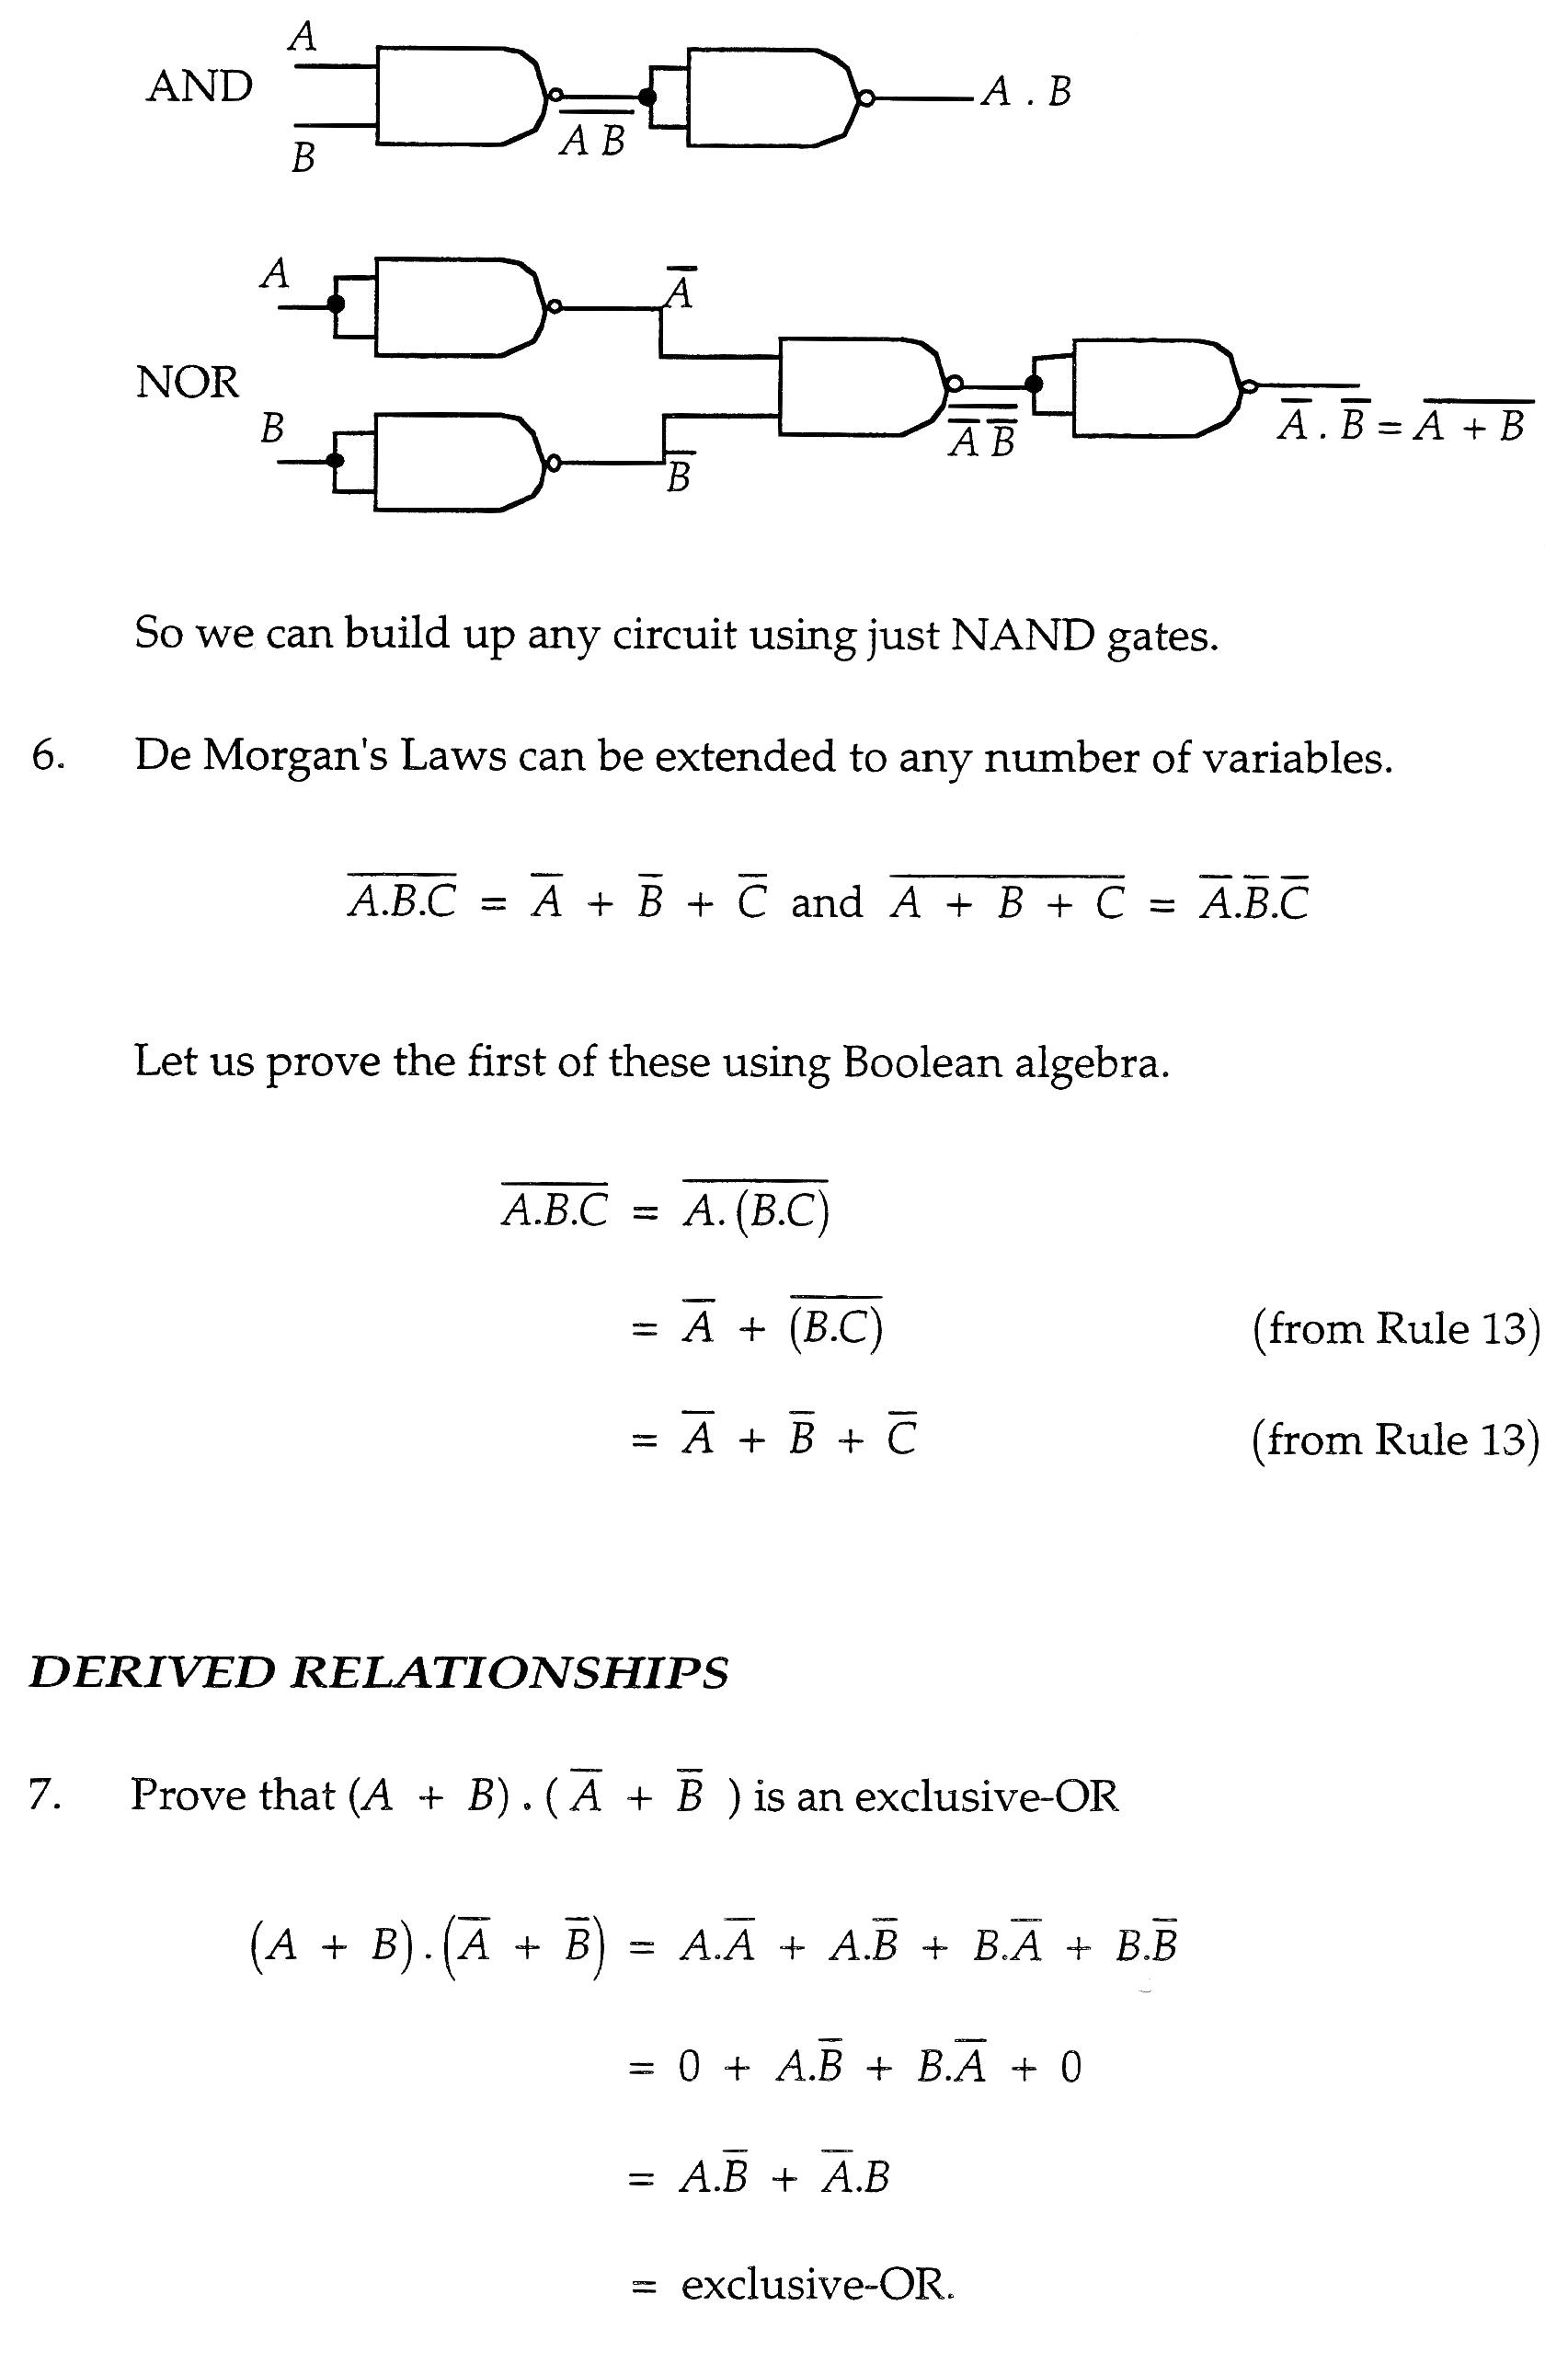 A
AND
B
A̅ ̅B̅
A . B
A
A̅
NOR
B
B̅
A̿ ̅B̿
A̅ . B̅ = A̅ ̅+̅ ̅B̅
So we can build up any circuit using just NAND gates.
6. De Morgan's Laws can be extended to any number of variables.
A̅.̅B̅.̅C̅ = A̅ + B̅ + C̅ and A̅ ̅+̅ ̅B̅ ̅+̅ ̅C̅ = A̅.B̅.C̅
Let us prove the first of these using Boolean algebra.
A̅.̅B̅.̅C̅ = A̅.̅(̅B̅.̅C̅)̅
= A̅ + (̅B̅.̅C̅)̅ (from Rule 13)
= A̅ + B̅ + C̅ (from Rule 13)
DERIVED RELATIONSHIPS
7. Prove that (A + B) . ( A̅ + B̅ ) is an exclusive-OR
(A + B).(A̅ + B̅) = A.A̅ + A.B̅ + B.A̅ + B.B̅
= 0 + A.B̅ + B.A̅ + 0
= A.B̅ + A̅.B
= exclusive-OR.